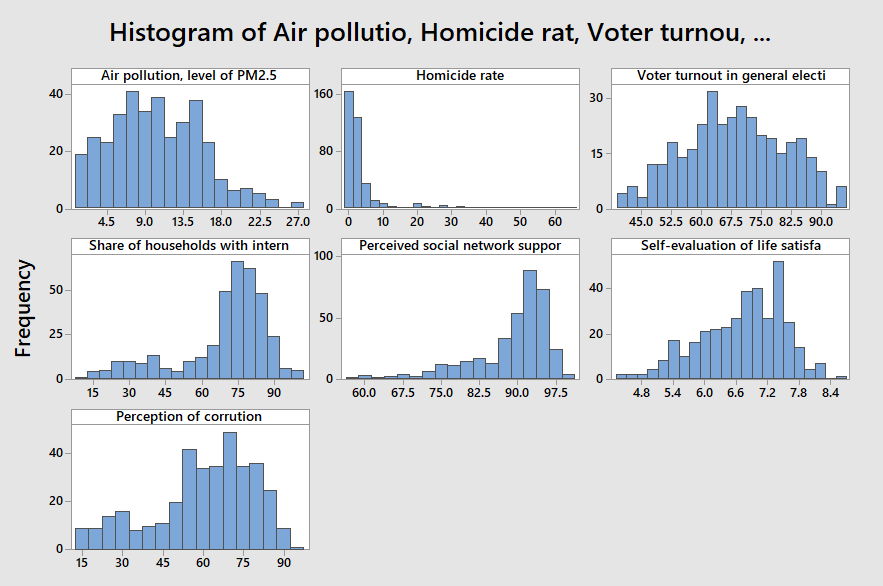 Histogram of Air pollutio, Homicide rat, Voter turnou, ...
Air pollution, level of PM2.5
Homicide rate
Voter turnout in general electi
40
20
0
4.5 9.0 13.5 18.0 22.5 27.0
160
80
0
0 10 20 30 40 50 60
30
15
0
45.0 52.5 60.0 67.5 75.0 82.5 90.0
Share of households with intern
Perceived social network suppor
Self-evaluation of life satisfa
Frequency
50
25
0
15 30 45 60 75 90
100
50
0
60.0 67.5 75.0 82.5 90.0 97.5
40
20
0
4.8 5.4 6.0 6.6 7.2 7.8 8.4
Perception of corrution
40
20
0
15 30 45 60 75 90